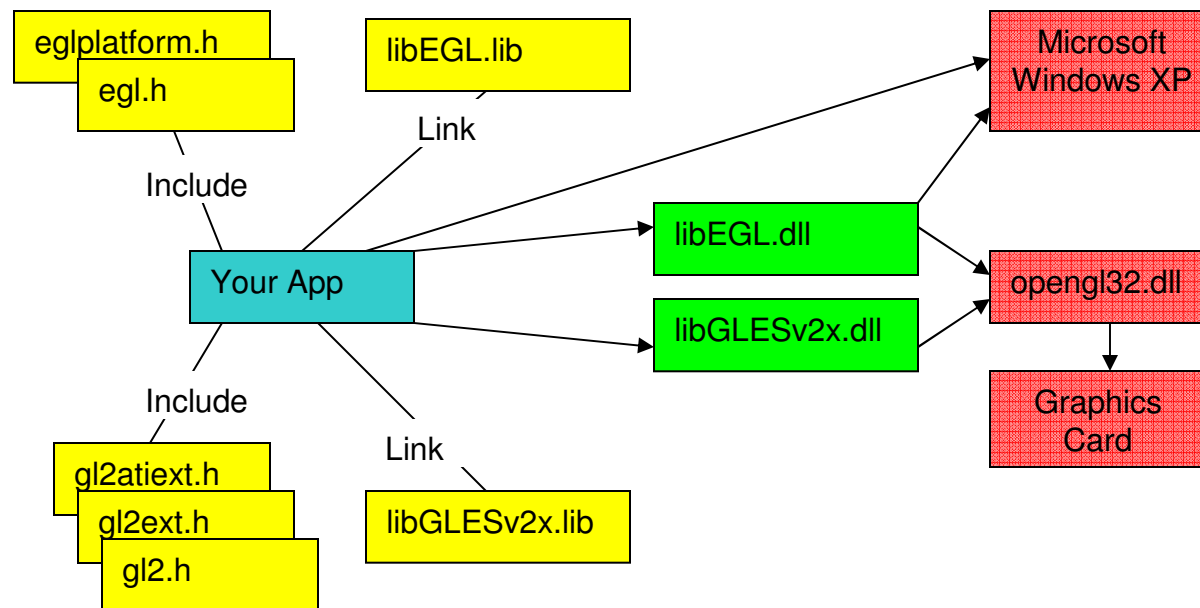 eglplatform.h
egl.h
libEGL.lib
Microsoft
Windows XP
Link
Include
libEGL.dll
Your App
opengl32.dll
libGLESv2x.dll
Include
Graphics
Card
Link
gl2atiext.h
gl2ext.h
gl2.h
libGLESv2x.lib